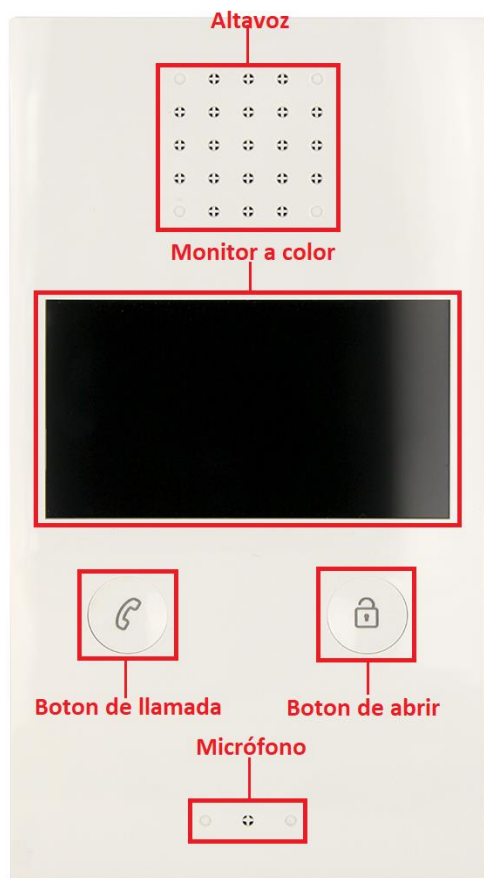 Altavoz
Monitor a color
Boton de llamada
Boton de abrir
Micrófono